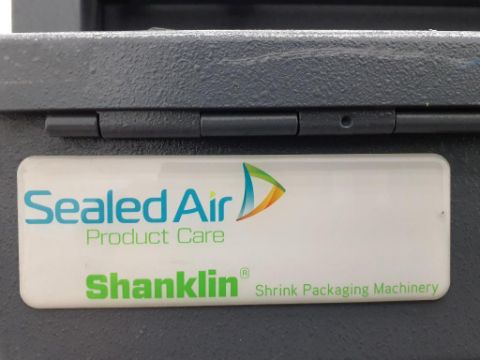 Sealed Air
Product Care
Shanklin® Shrink Packaging Machinery